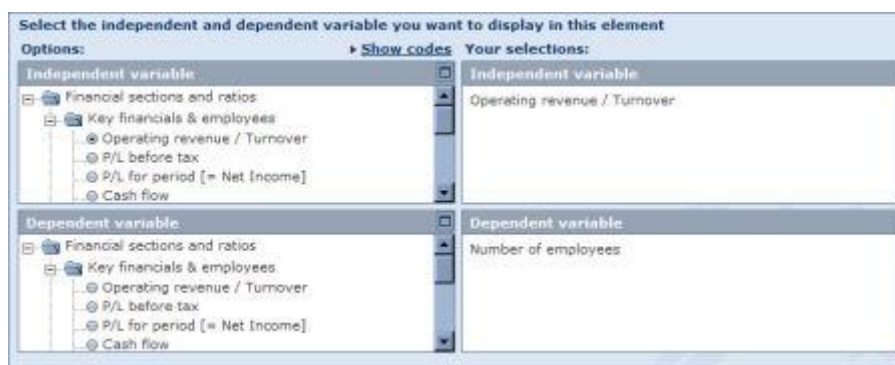 Select the independent and dependent variable you want to display in this element
Options: Show codes Your selections:
Independent variable
Financial sections and ratios
Key financials & employees
Operating revenue / Turnover
P/L before tax
P/L for period [= Net Income]
Cash flow
Independent variable
Operating revenue / Turnover
Dependent variable
Financial sections and ratios
Key financials & employees
Operating revenue / Turnover
P/L before tax
P/L for period [= Net Income]
Cash flow
Dependent variable
Number of employees